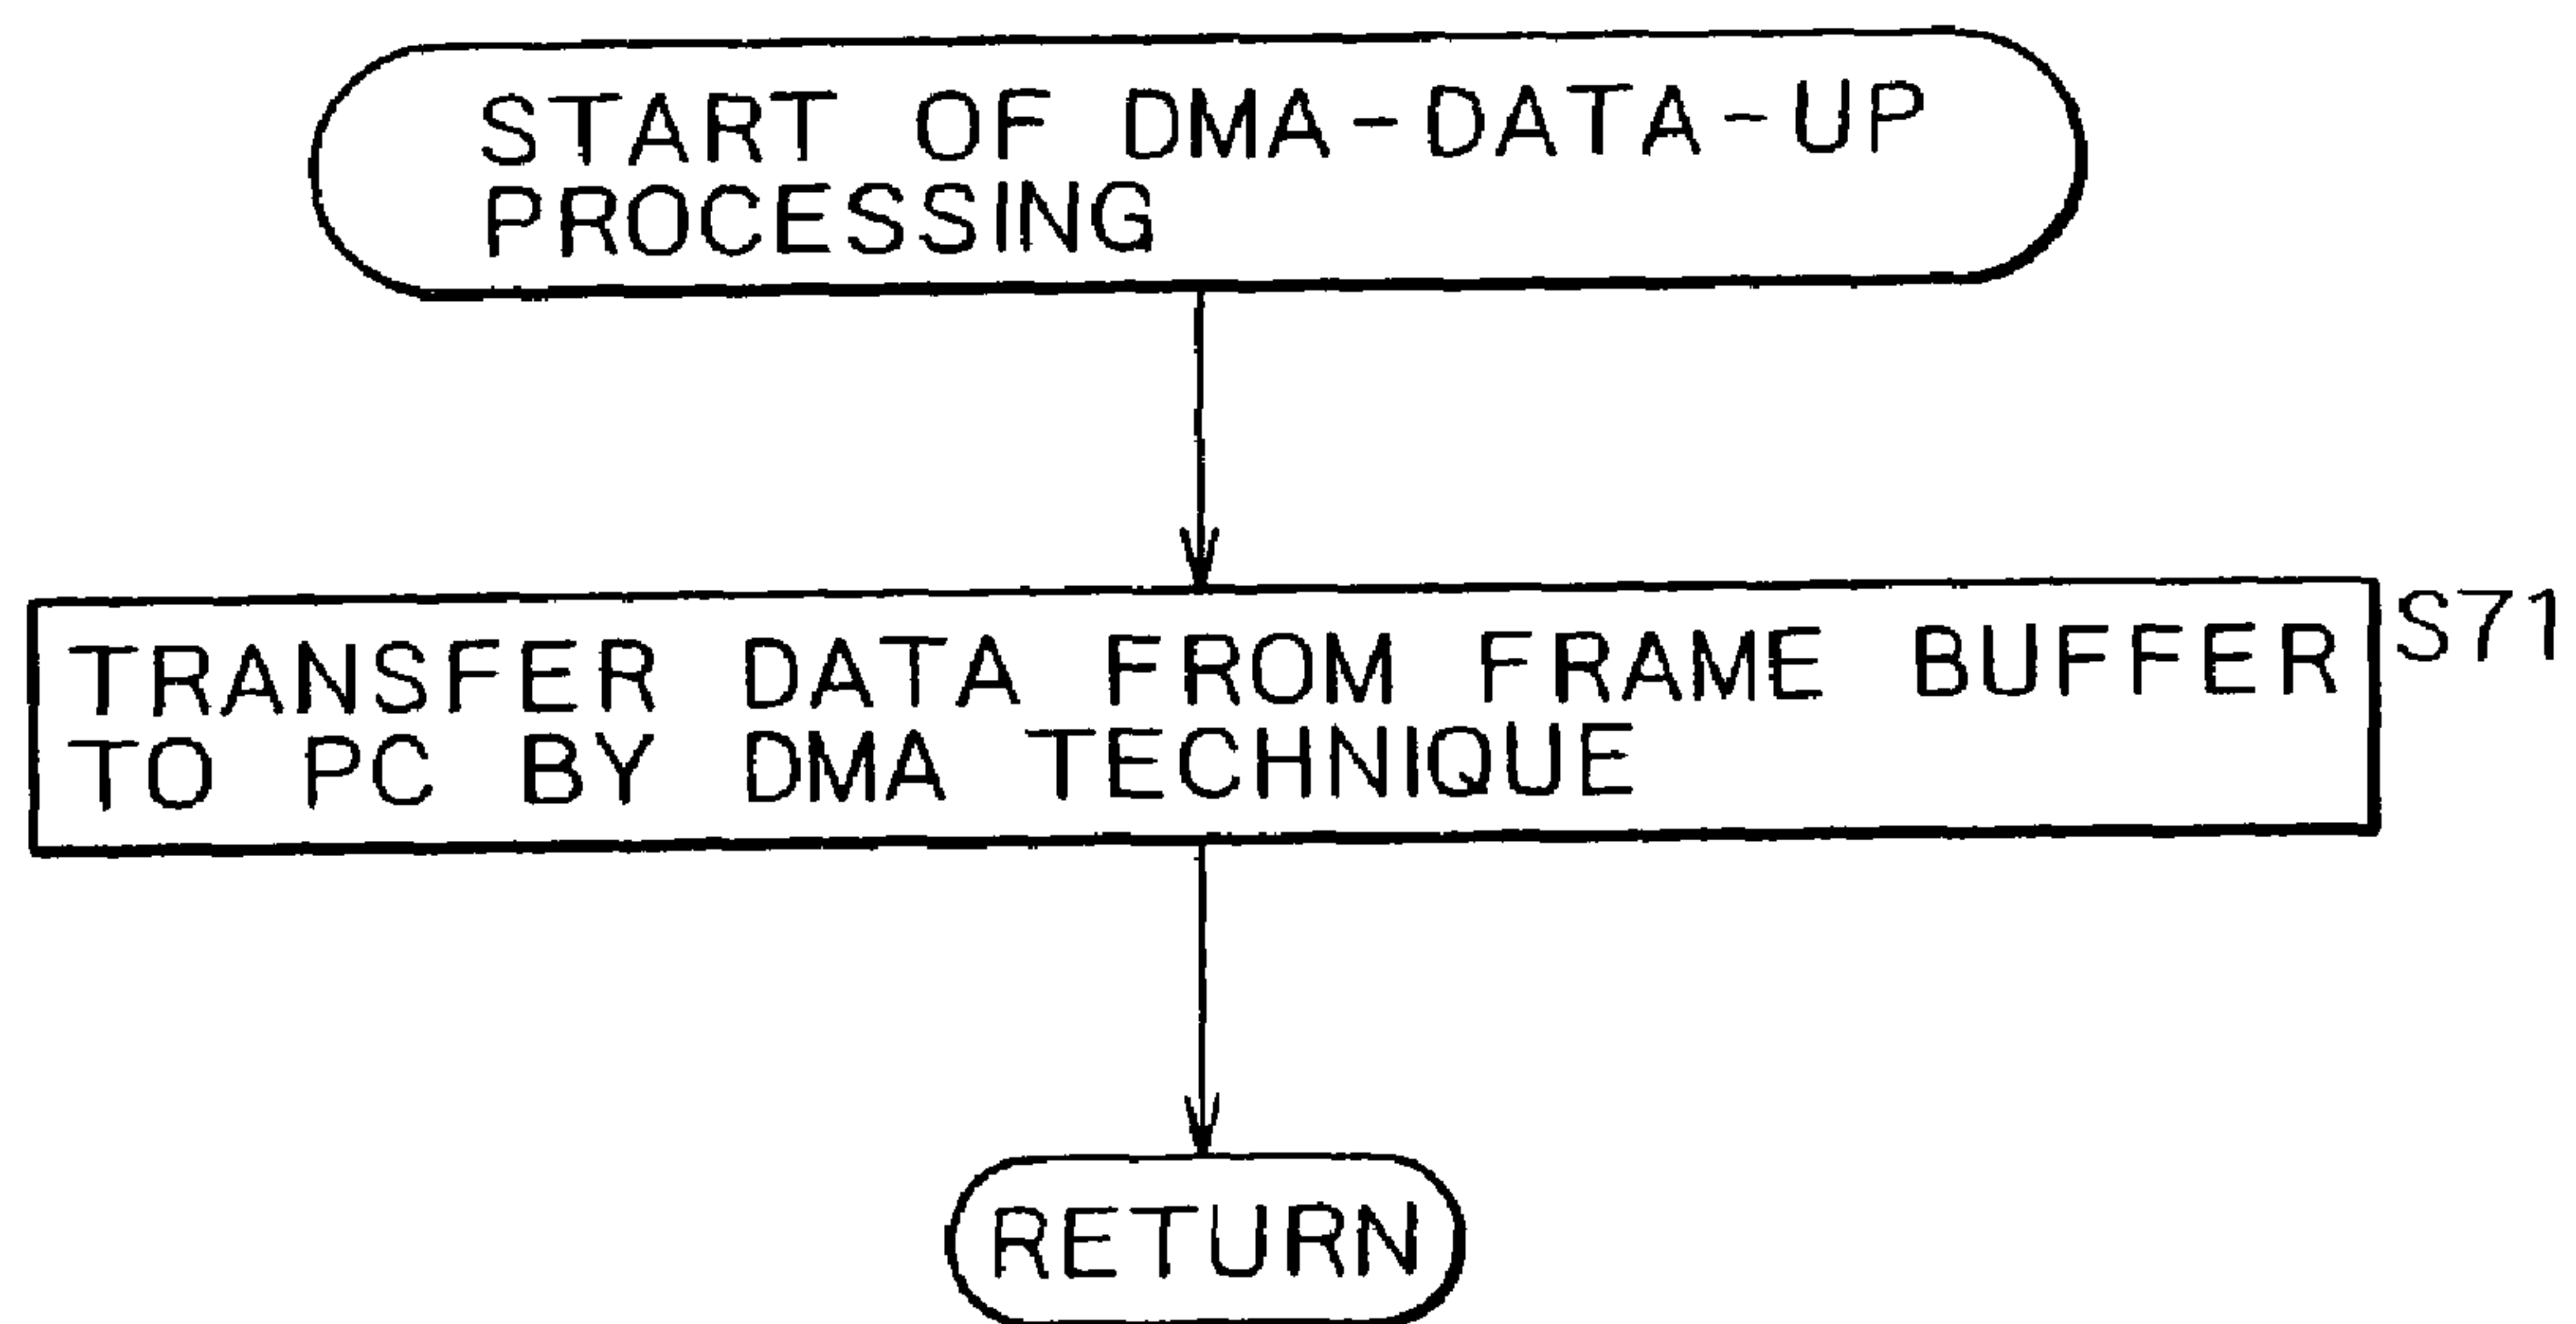 START OF DMA-DATA-UP
PROCESSING
TRANSFER DATA FROM FRAME BUFFER
TO PC BY DMA TECHNIQUE
S71
RETURN